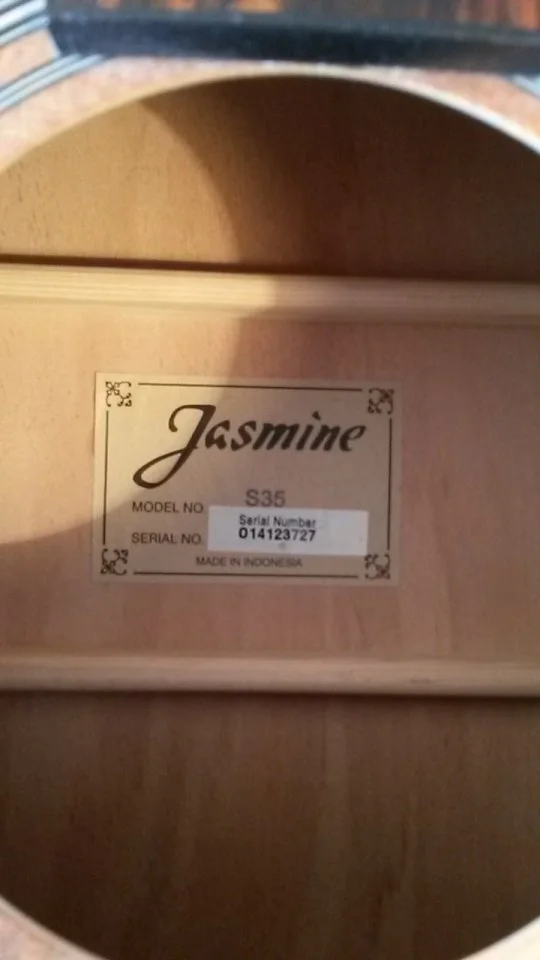 Jasmine
MODEL NO. S35
Serial Number
SERIAL NO. 014123727
MADE IN INDONESIA